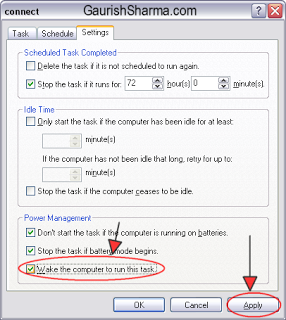 connect
GaurishSharma.com
Task Schedule Settings
Scheduled Task Completed
Delete the task if it is not scheduled to run again.
Stop the task if it runs for: 72 hour(s) 0 minute(s)
Idle Time
Only start the task if the computer has been idle for at least:
minute(s)
If the computer has not been idle that long, retry for up to:
minute(s)
Stop the task if the computer ceases to be idle.
Power Management
Don't start the task if the computer is running on batteries.
Stop the task if battery mode begins.
Wake the computer to run this task.
OK Cancel Apply